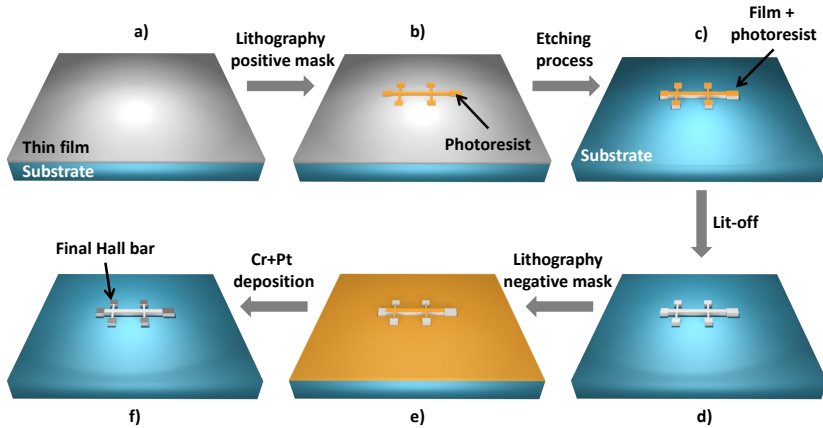 a)
Lithography
positive mask
b)
Etching
process
c)
Film +
photoresist
Thin film
Substrate
Photoresist
Substrate
Lit-off
Final Hall bar
Cr+Pt
deposition
Lithography
negative mask
f)
e)
d)